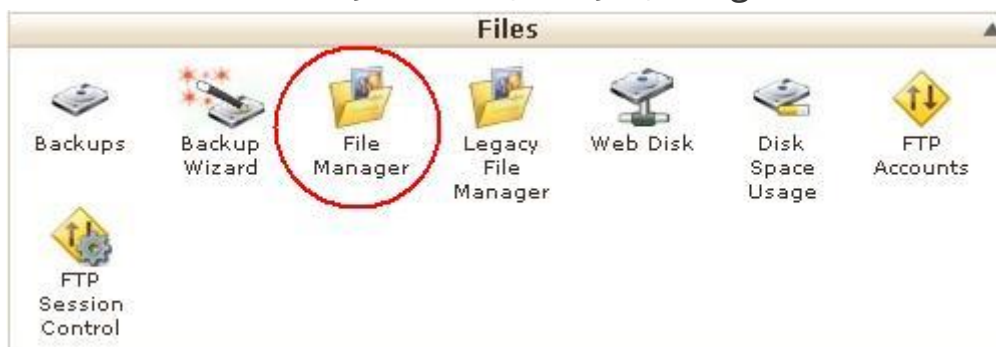 Files
Backups
Backup
Wizard
File
Manager
Legacy
File
Manager
Web Disk
Disk
Space
Usage
FTP
Accounts
FTP
Session
Control